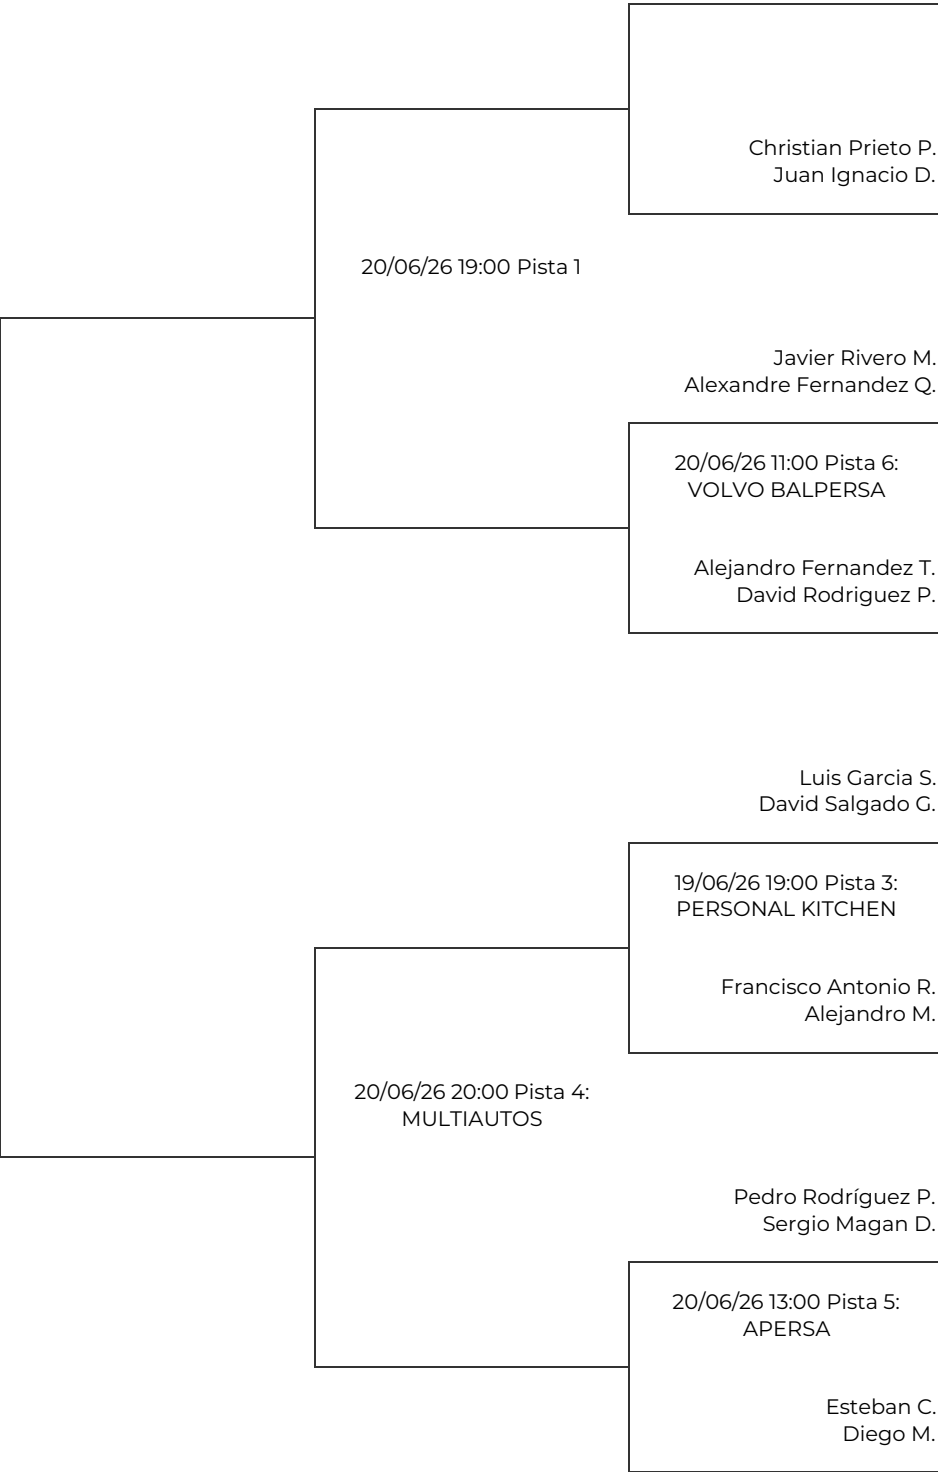 Christian Prieto P.
Juan Ignacio D.
20/06/26 19:00 Pista 1
Javier Rivero M.
Alexandre Fernandez Q.
20/06/26 11:00 Pista 6:
VOLVO BALPERSA
Alejandro Fernandez T.
David Rodriguez P.
Luis Garcia S.
David Salgado G.
19/06/26 19:00 Pista 3:
PERSONAL KITCHEN
Francisco Antonio R.
Alejandro M.
20/06/26 20:00 Pista 4:
MULTIAUTOS
Pedro Rodríguez P.
Sergio Magan D.
20/06/26 13:00 Pista 5:
APERSA
Esteban C.
Diego M.